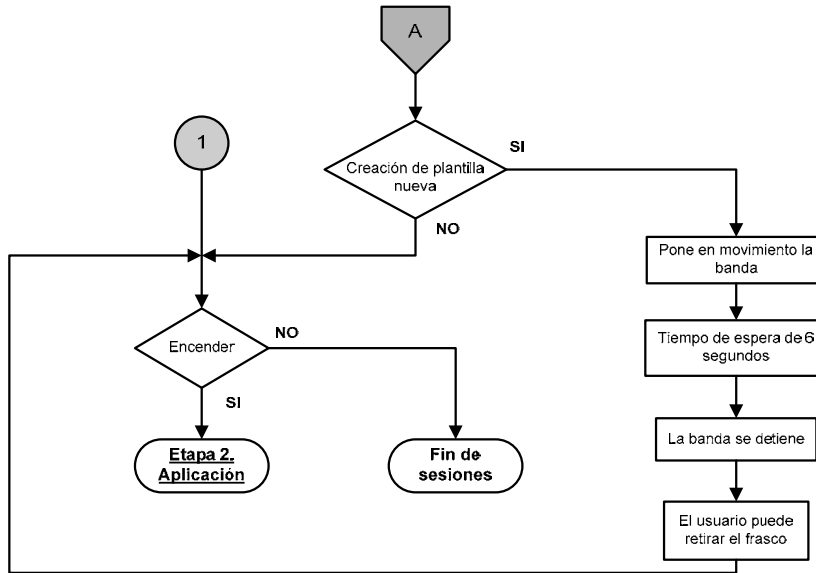 A
1
Creación de plantilla
nueva
SI
NO
Pone en movimiento la
banda
Encender
NO
SI
Tiempo de espera de 6
segundos
La banda se detiene
Etapa 2.
Aplicación
Fin de
sesiones
El usuario puede
retirar el frasco